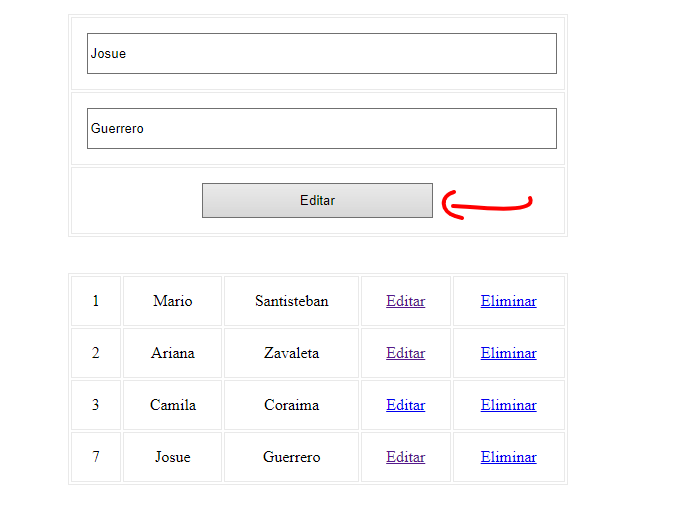 Josue
Guerrero
Editar
1 Mario Santisteban Editar Eliminar
2 Ariana Zavaleta Editar Eliminar
3 Camila Coraima Editar Eliminar
7 Josue Guerrero Editar Eliminar